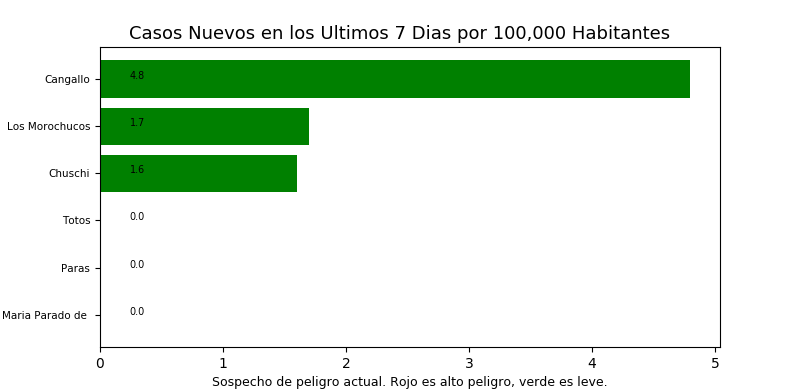 Casos Nuevos en los Ultimos 7 Dias por 100,000 Habitantes
Cangallo 4.8
Los Morochucos 1.7
Chuschi 1.6
Totos 0.0
Paras 0.0
Maria Parado de 0.0
0 1 2 3 4 5
Sospecho de peligro actual. Rojo es alto peligro, verde es leve.